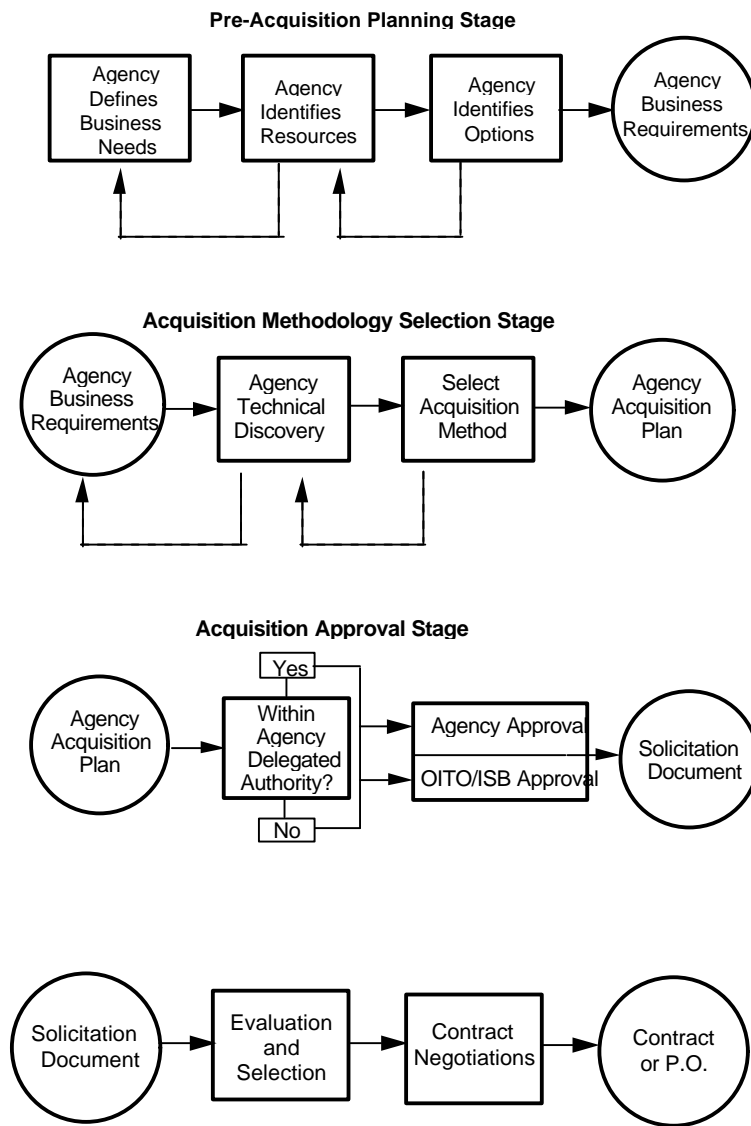 Pre-Acquisition Planning Stage
Agency
Defines
Business
Needs
Agency
Identifies
Resources
Agency
Identifies
Options
Agency
Business
Requirements
Acquisition Methodology Selection Stage
Agency
Business
Requirements
Agency
Technical
Discovery
Select
Acquisition
Method
Agency
Acquisition
Plan
Acquisition Approval Stage
Yes
Agency
Acquisition
Plan
Within
Agency
Delegated
Authority?
No
Agency Approval
OITO/ISB Approval
Solicitation
Document
Solicitation
Document
Evaluation
and
Selection
Contract
Negotiations
Contract
or P.O.